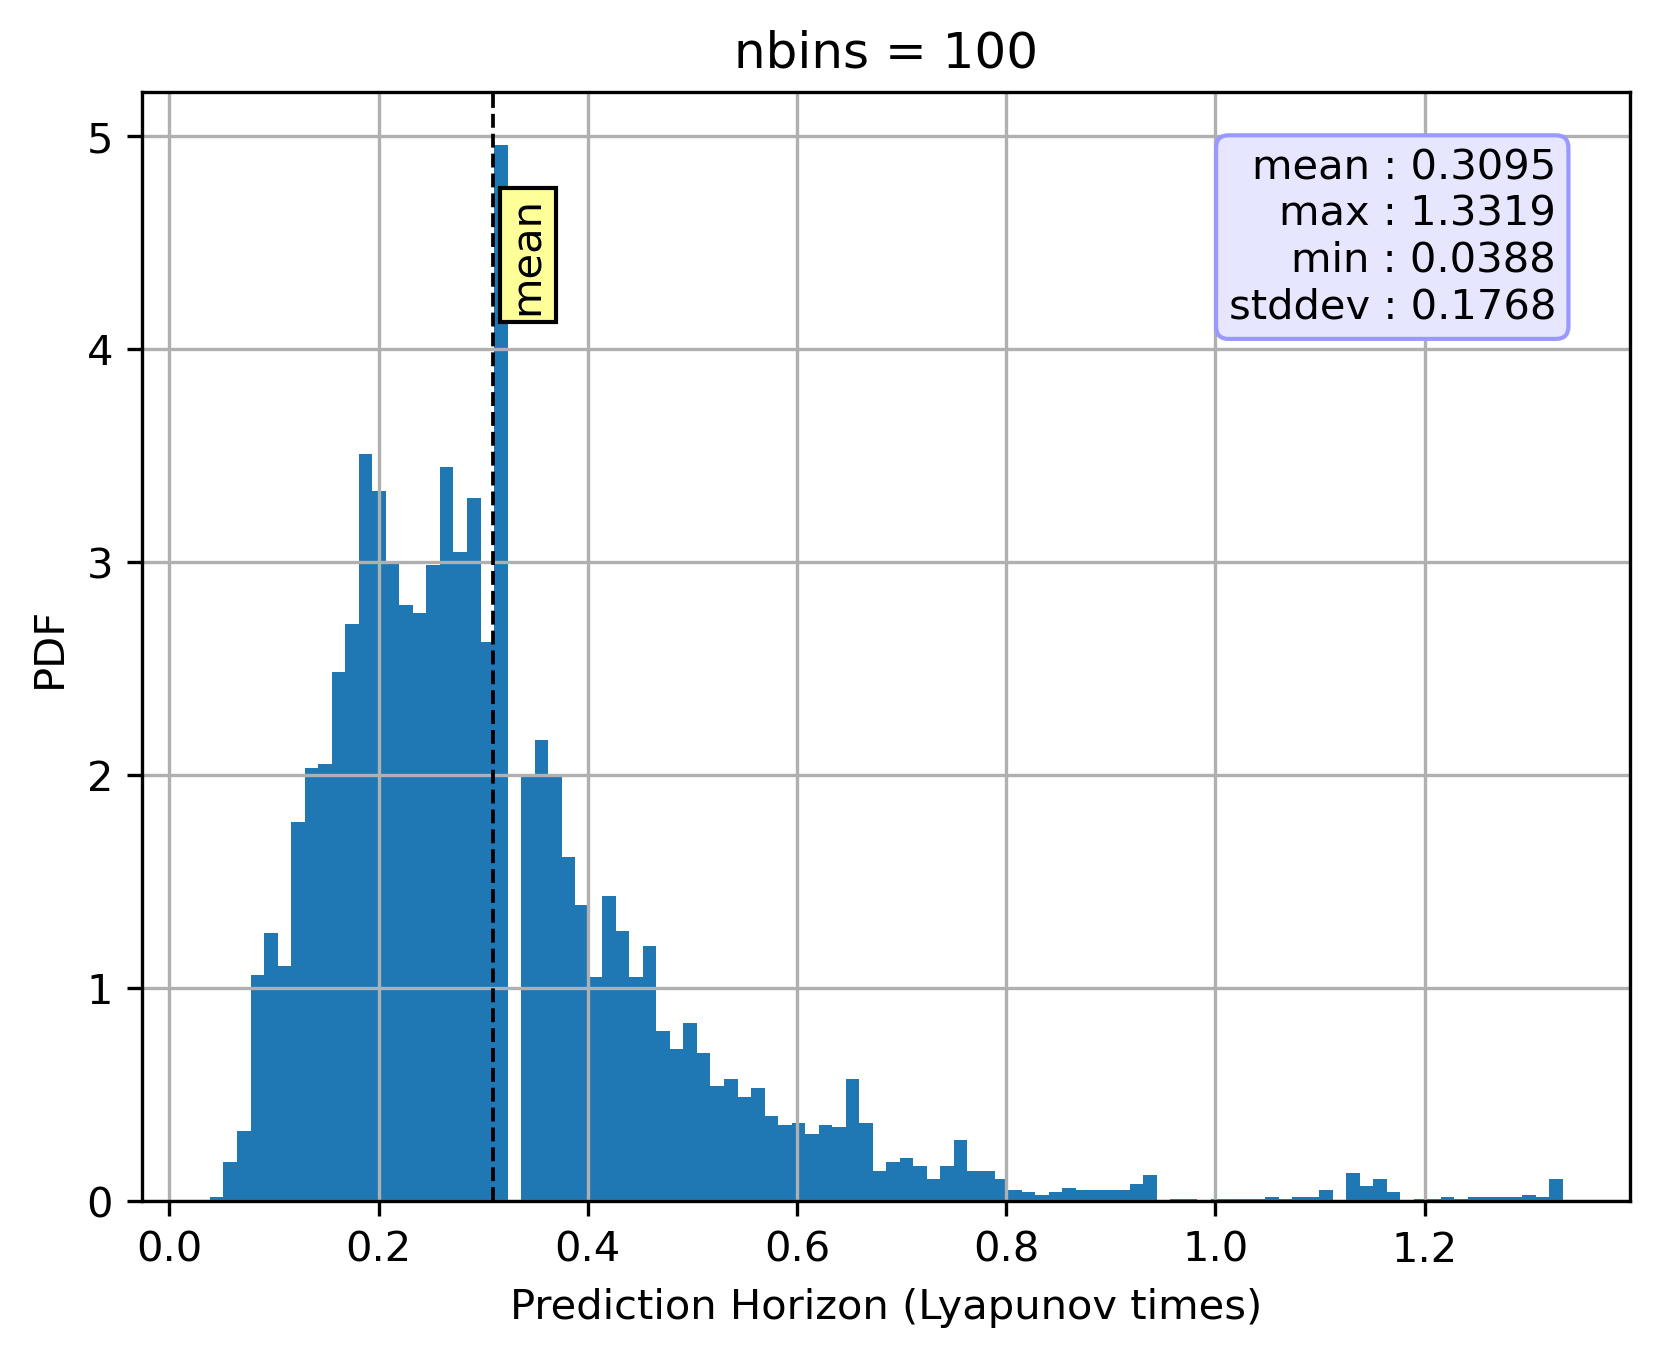 nbins = 100
5
4
3
2
1
0
PDF
mean
mean : 0.3095
max : 1.3319
min : 0.0388
stddev : 0.1768
0.0 0.2 0.4 0.6 0.8 1.0 1.2
Prediction Horizon (Lyapunov times)